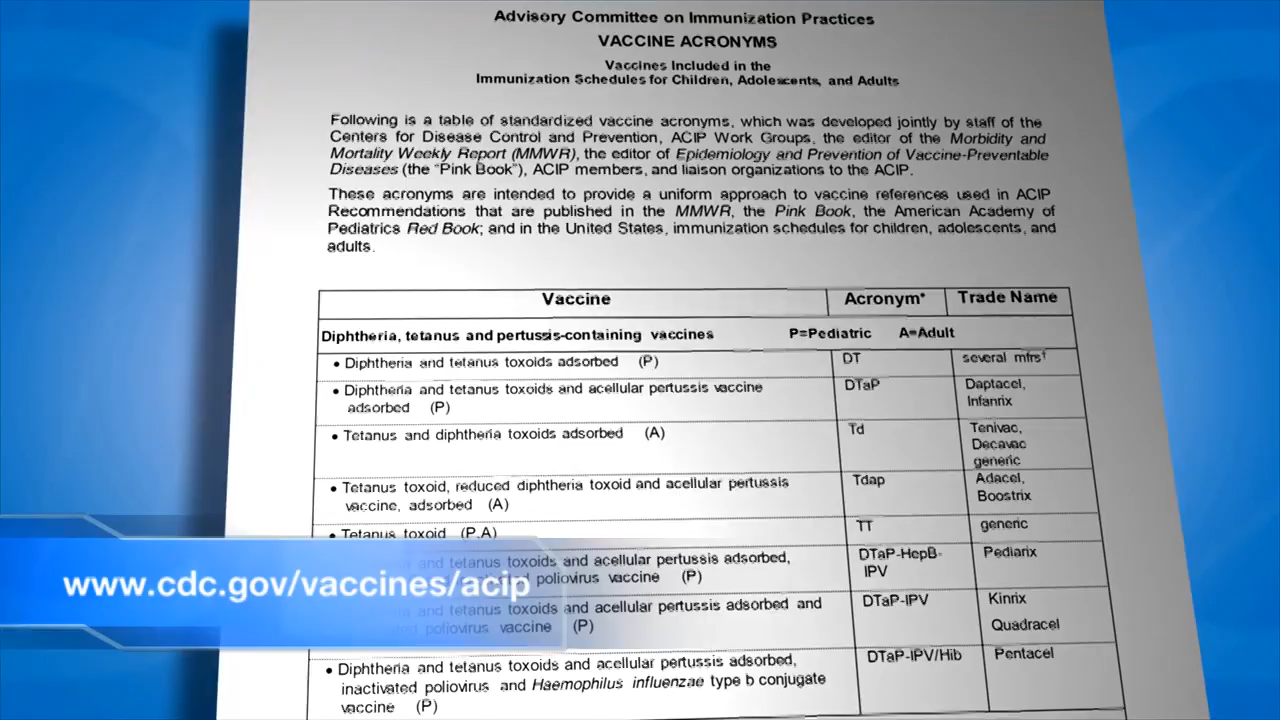 Advisory Committee on Immunization Practices
VACCINE ACRONYMS
Vaccines Included in the
Immunization Schedules for Children, Adolescents, and Adults
Following is a table of standardized vaccine acronyms, which was developed jointly by staff of the
Centers for Disease Control and Prevention, ACIP Work Groups, the editor of the Morbidity and
Mortality Weekly Report (MMWR), the editor of Epidemiology and Prevention of Vaccine-Preventable
Diseases (the "Pink Book"), ACIP members, and liaison organizations to the ACIP.
These acronyms are intended to provide a uniform approach to vaccine references used in ACIP
Recommendations that are published in the MMWR, the Pink Book, the American Academy of
Pediatrics Red Book; and in the United States, immunization schedules for children, adolescents, and
adults.
Vaccine Acronym* Trade Name
Diphtheria, tetanus and pertussis-containing vaccines P=Pediatric A=Adult
• Diphtheria and tetanus toxoids adsorbed (P) DT several mfrs†
• Diphtheria and tetanus toxoids and acellular pertussis vaccine DTaP Daptacel,
adsorbed (P) Infanrix
• Tetanus and diphtheria toxoids adsorbed (A) Td Tenivac,
Decavac
generic
• Tetanus toxoid, reduced diphtheria toxoid and acellular pertussis Tdap Adacel,
vaccine, adsorbed (A) Boostrix
• Tetanus toxoid (P,A) TT generic
and tetanus toxoids and acellular pertussis adsorbed, DTaP-HepB- Pediarix
poliovirus vaccine (P) IPV
and tetanus toxoids and acellular pertussis adsorbed and DTaP-IPV Kinrix
poliovirus vaccine (P) Quadracel
• Diphtheria and tetanus toxoids and acellular pertussis adsorbed, DTaP-IPV/Hib Pentacel
inactivated poliovirus and Haemophilus influenzae type b conjugate
vaccine (P)
www.cdc.gov/vaccines/acip